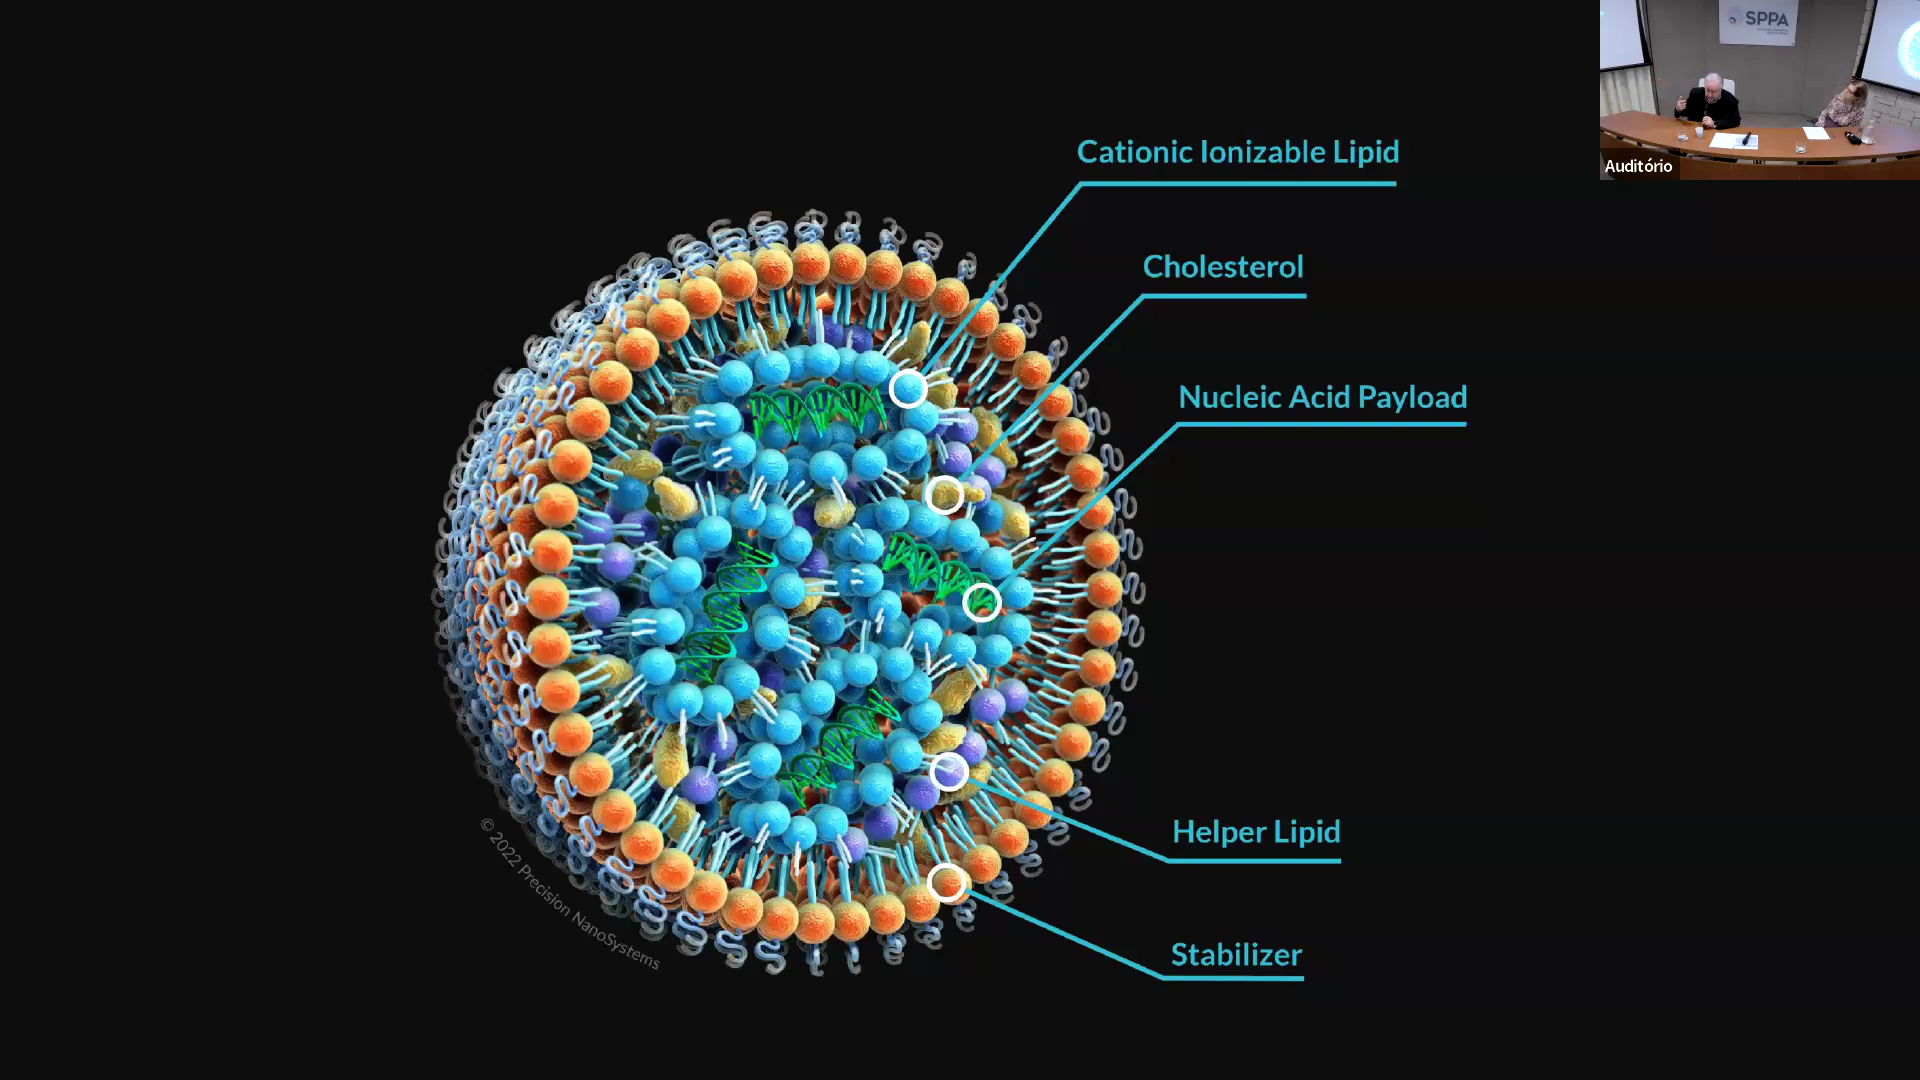 SPPA
Auditório
Cationic Ionizable Lipid
Cholesterol
Nucleic Acid Payload
Helper Lipid
Stabilizer
© 2022 Precision NanoSystems